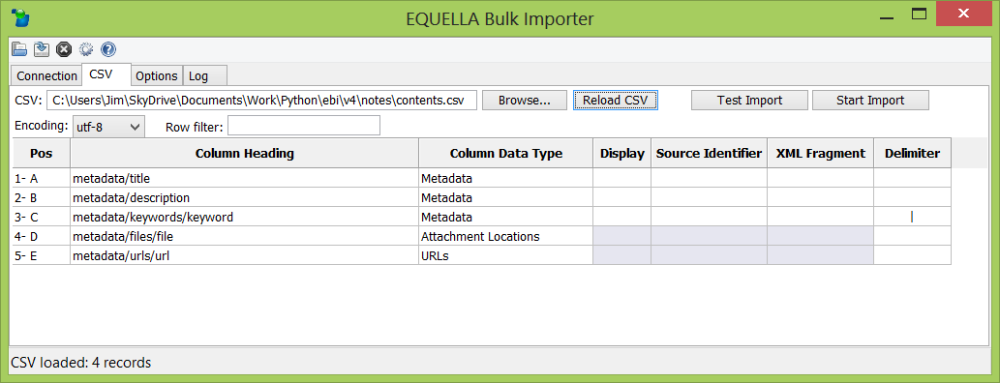 EQUELLA Bulk Importer
Connection CSV Options Log
CSV: C:\Users\Jim\SkyDrive\Documents\Work\Python\ebi\v4\notes\contents.csv Browse... Reload CSV Test Import Start Import
Encoding: utf-8 Row filter:
Pos Column Heading Column Data Type Display Source Identifier XML Fragment Delimiter
1- A metadata/title Metadata
2- B metadata/description Metadata
3- C metadata/keywords/keyword Metadata |
4- D metadata/files/file Attachment Locations
5- E metadata/urls/url URLs
CSV loaded: 4 records